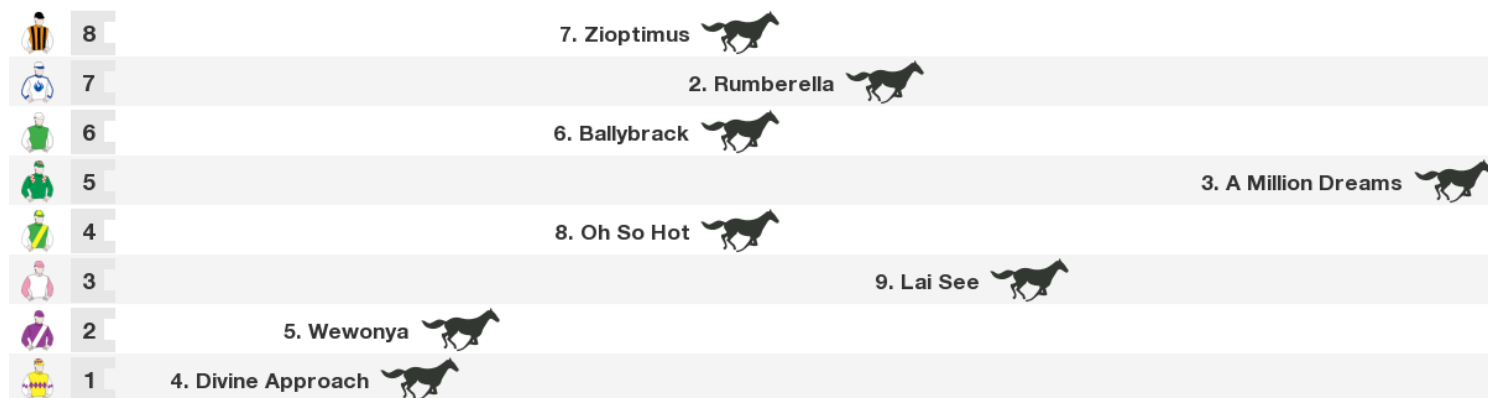 8 7. Zioptimus
7 2. Rumberella
6 6. Ballybrack
5 3. A Million Dreams
4 8. Oh So Hot
3 9. Lai See
2 5. Wewonya
1 4. Divine Approach